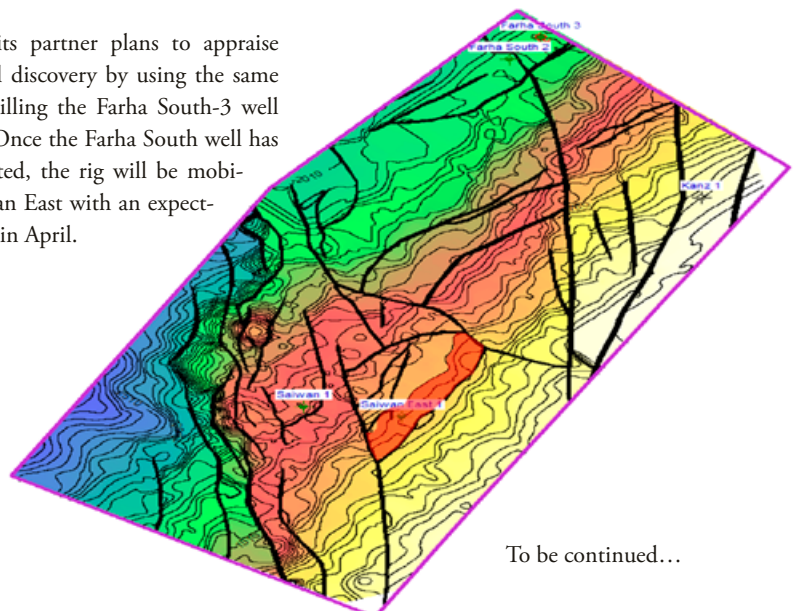 its partner plans to appraise
discovery by using the same
illing the Farha South-3 well
Once the Farha South well has
ted, the rig will be mobi-
an East with an expect-
in April.
Farha South 3
Farha South 2
2010
Kanz 1
Saiwan 1
Saiwan East 1
To be continued…